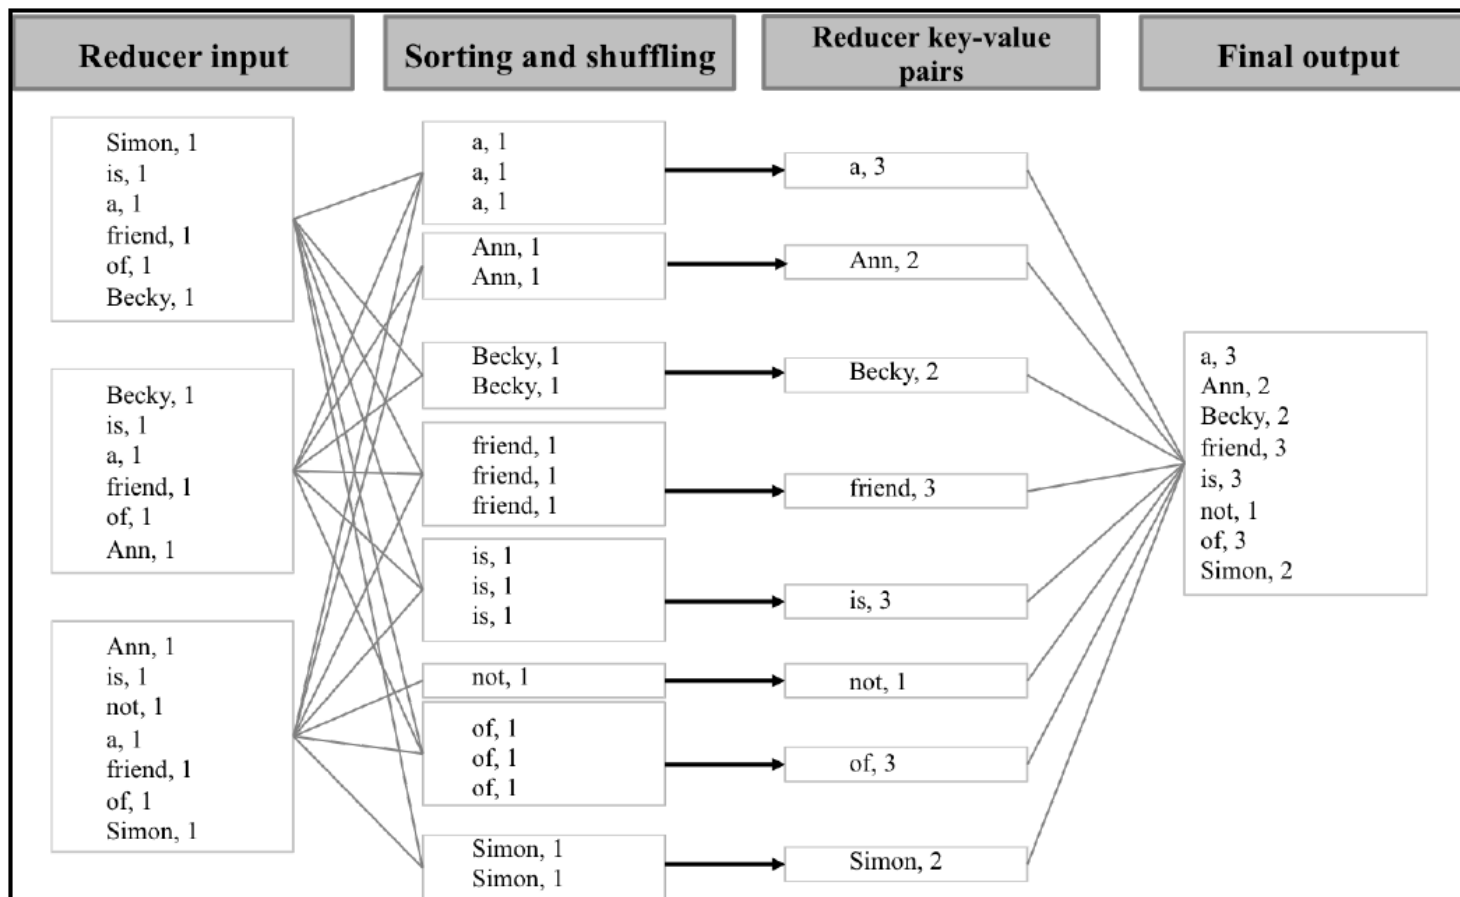 Reducer input
Sorting and shuffling
Reducer key-value
pairs
Final output
Simon, 1
is, 1
a, 1
friend, 1
of, 1
Becky, 1
Becky, 1
is, 1
a, 1
friend, 1
of, 1
Ann, 1
Ann, 1
is, 1
not, 1
a, 1
friend, 1
of, 1
Simon, 1
a, 1
a, 1
a, 1
Ann, 1
Ann, 1
Becky, 1
Becky, 1
friend, 1
friend, 1
friend, 1
is, 1
is, 1
is, 1
not, 1
of, 1
of, 1
of, 1
Simon, 1
Simon, 1
a, 3
Ann, 2
Becky, 2
friend, 3
is, 3
not, 1
of, 3
Simon, 2
a, 3
Ann, 2
Becky, 2
friend, 3
is, 3
not, 1
of, 3
Simon, 2